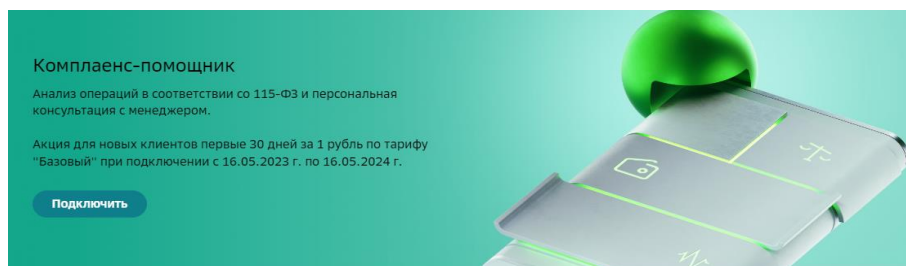 Комплаенс-помощник
Анализ операций в соответствии со 115-ФЗ и персональная
консультация с менеджером.
Акция для новых клиентов первые 30 дней за 1 рубль по тарифу
"Базовый" при подключении с 16.05.2023 г. по 16.05.2024 г.
Подключить